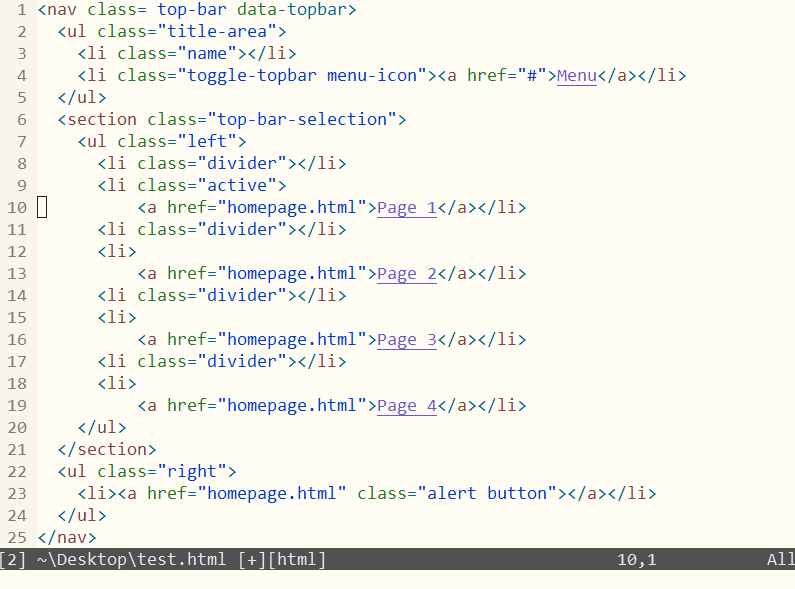 1 <nav class= top-bar data-topbar>
2   <ul class="title-area">
3     <li class="name"></li>
4     <li class="toggle-topbar menu-icon"><a href="#">Menu</a></li>
5   </ul>
6   <section class="top-bar-selection">
7     <ul class="left">
8       <li class="divider"></li>
9       <li class="active">
10           <a href="homepage.html">Page 1</a></li>
11       <li class="divider"></li>
12       <li>
13           <a href="homepage.html">Page 2</a></li>
14       <li class="divider"></li>
15       <li>
16           <a href="homepage.html">Page 3</a></li>
17       <li class="divider"></li>
18       <li>
19           <a href="homepage.html">Page 4</a></li>
20     </ul>
21   </section>
22   <ul class="right">
23     <li><a href="homepage.html" class="alert button"></a></li>
24   </ul>
25 </nav>
[2] ~\Desktop\test.html [+][html] 10,1 All